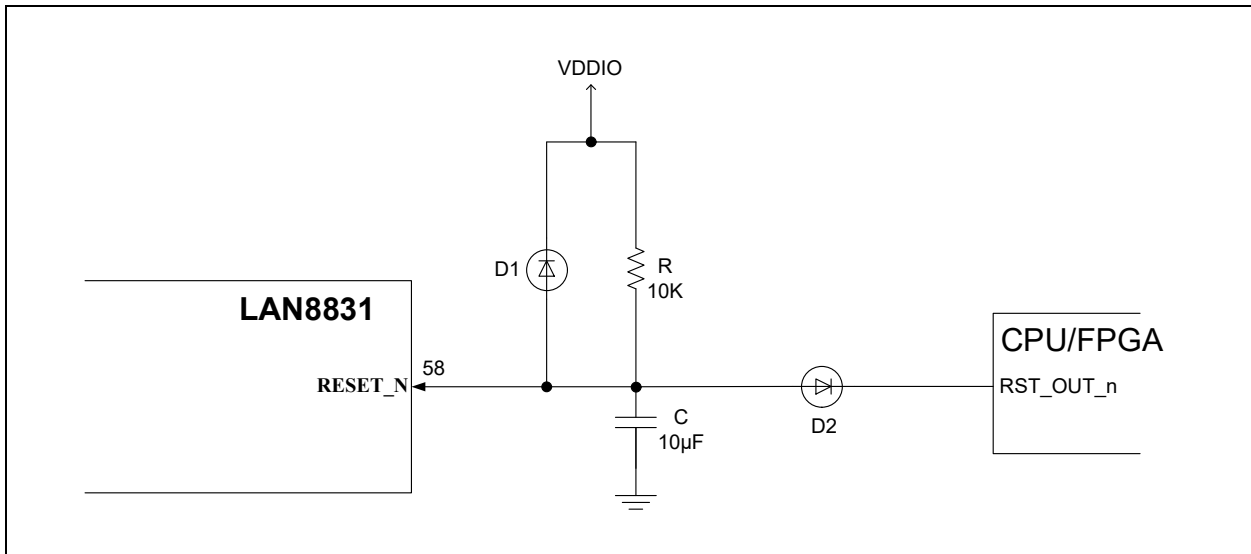 VDDIO
D1
R
10K
LAN8831
58
RESET_N
CPU/FPGA
RST_OUT_n
D2
C
10µF